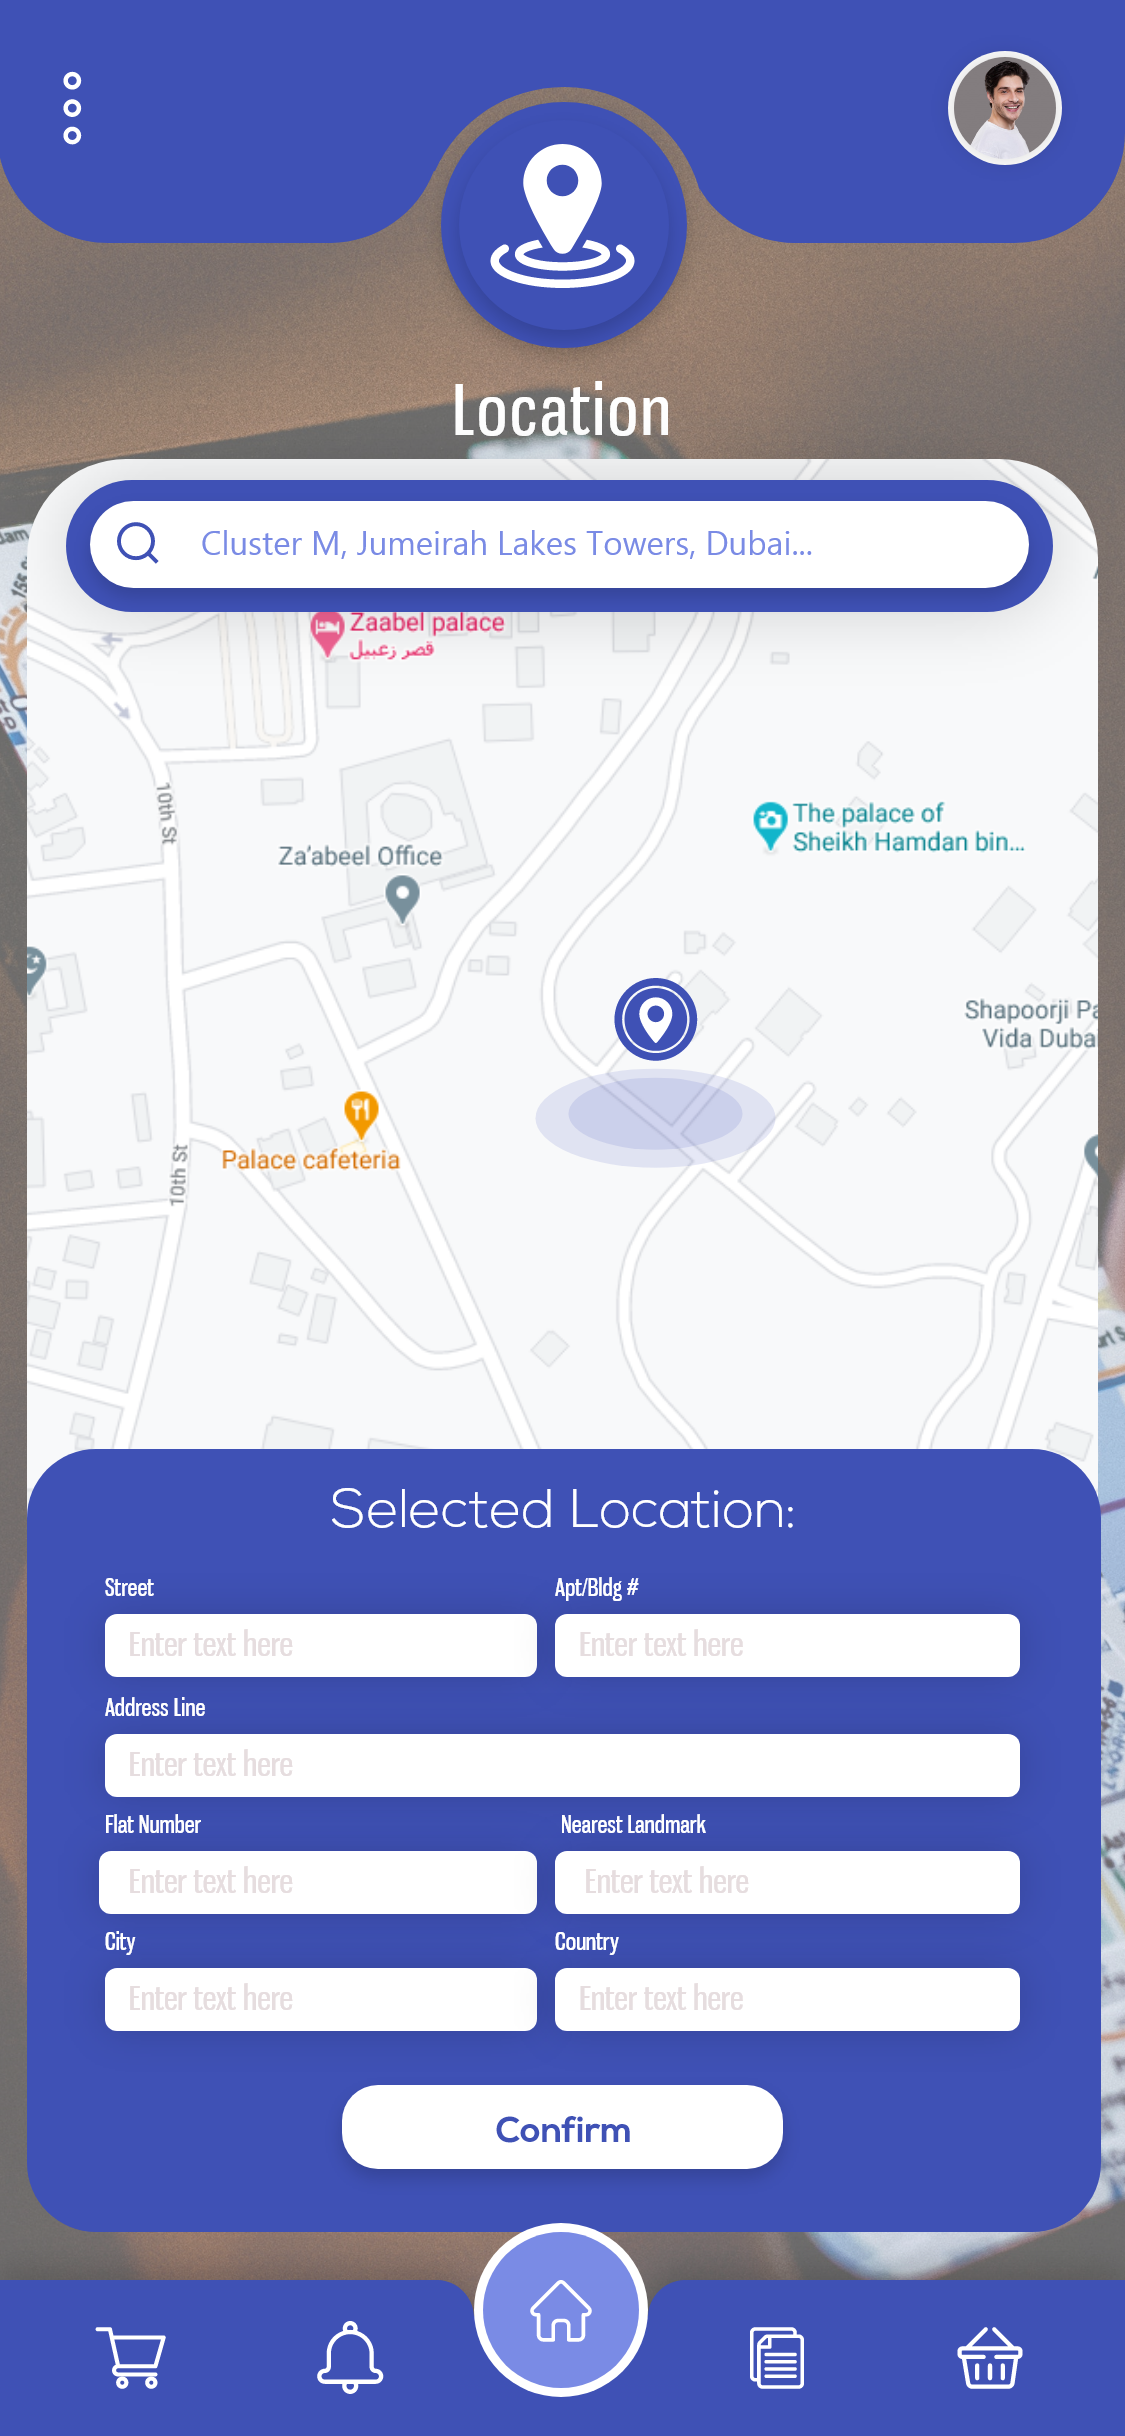 Location
Cluster M, Jumeirah Lakes Towers, Dubai...
Zaabel palace
قصر زعبيل
10th St
The palace of
Sheikh Hamdan bin...
Za'abeel Office
Shapoorji Pa
Vida Duba
Palace cafeteria
10th St
Selected Location:
Street
Apt/Bldg #
Enter text here
Enter text here
Address Line
Enter text here
Flat Number
Nearest Landmark
Enter text here
Enter text here
City
Country
Enter text here
Enter text here
Confirm